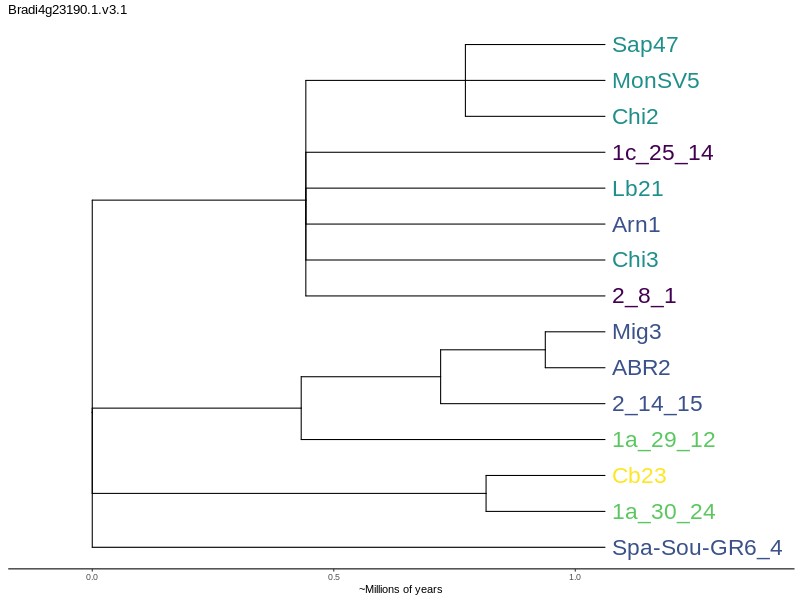 Bradi4g23190.1.v3.1
Sap47
MonSV5
Chi2
1c_25_14
Lb21
Arn1
Chi3
2_8_1
Mig3
ABR2
2_14_15
1a_29_12
Cb23
1a_30_24
Spa-Sou-GR6_4
0.0 0.5 1.0
~Millions of years